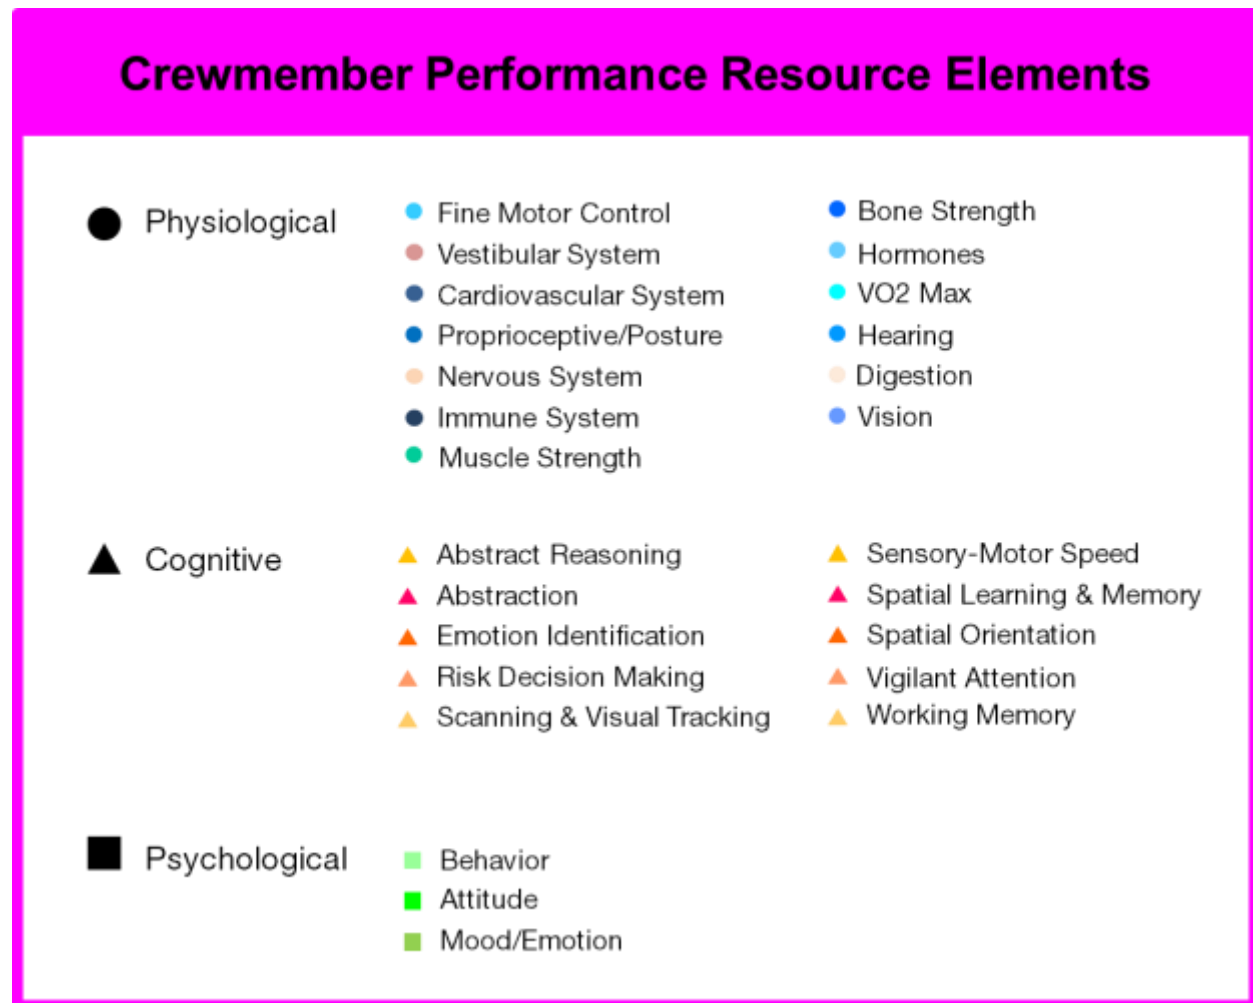 Crewmember Performance Resource Elements
Physiological
Fine Motor Control
Vestibular System
Cardiovascular System
Proprioceptive/Posture
Nervous System
Immune System
Muscle Strength
Bone Strength
Hormones
VO2 Max
Hearing
Digestion
Vision
Cognitive
Abstract Reasoning
Abstraction
Emotion Identification
Risk Decision Making
Scanning & Visual Tracking
Sensory-Motor Speed
Spatial Learning & Memory
Spatial Orientation
Vigilant Attention
Working Memory
Psychological
Behavior
Attitude
Mood/Emotion